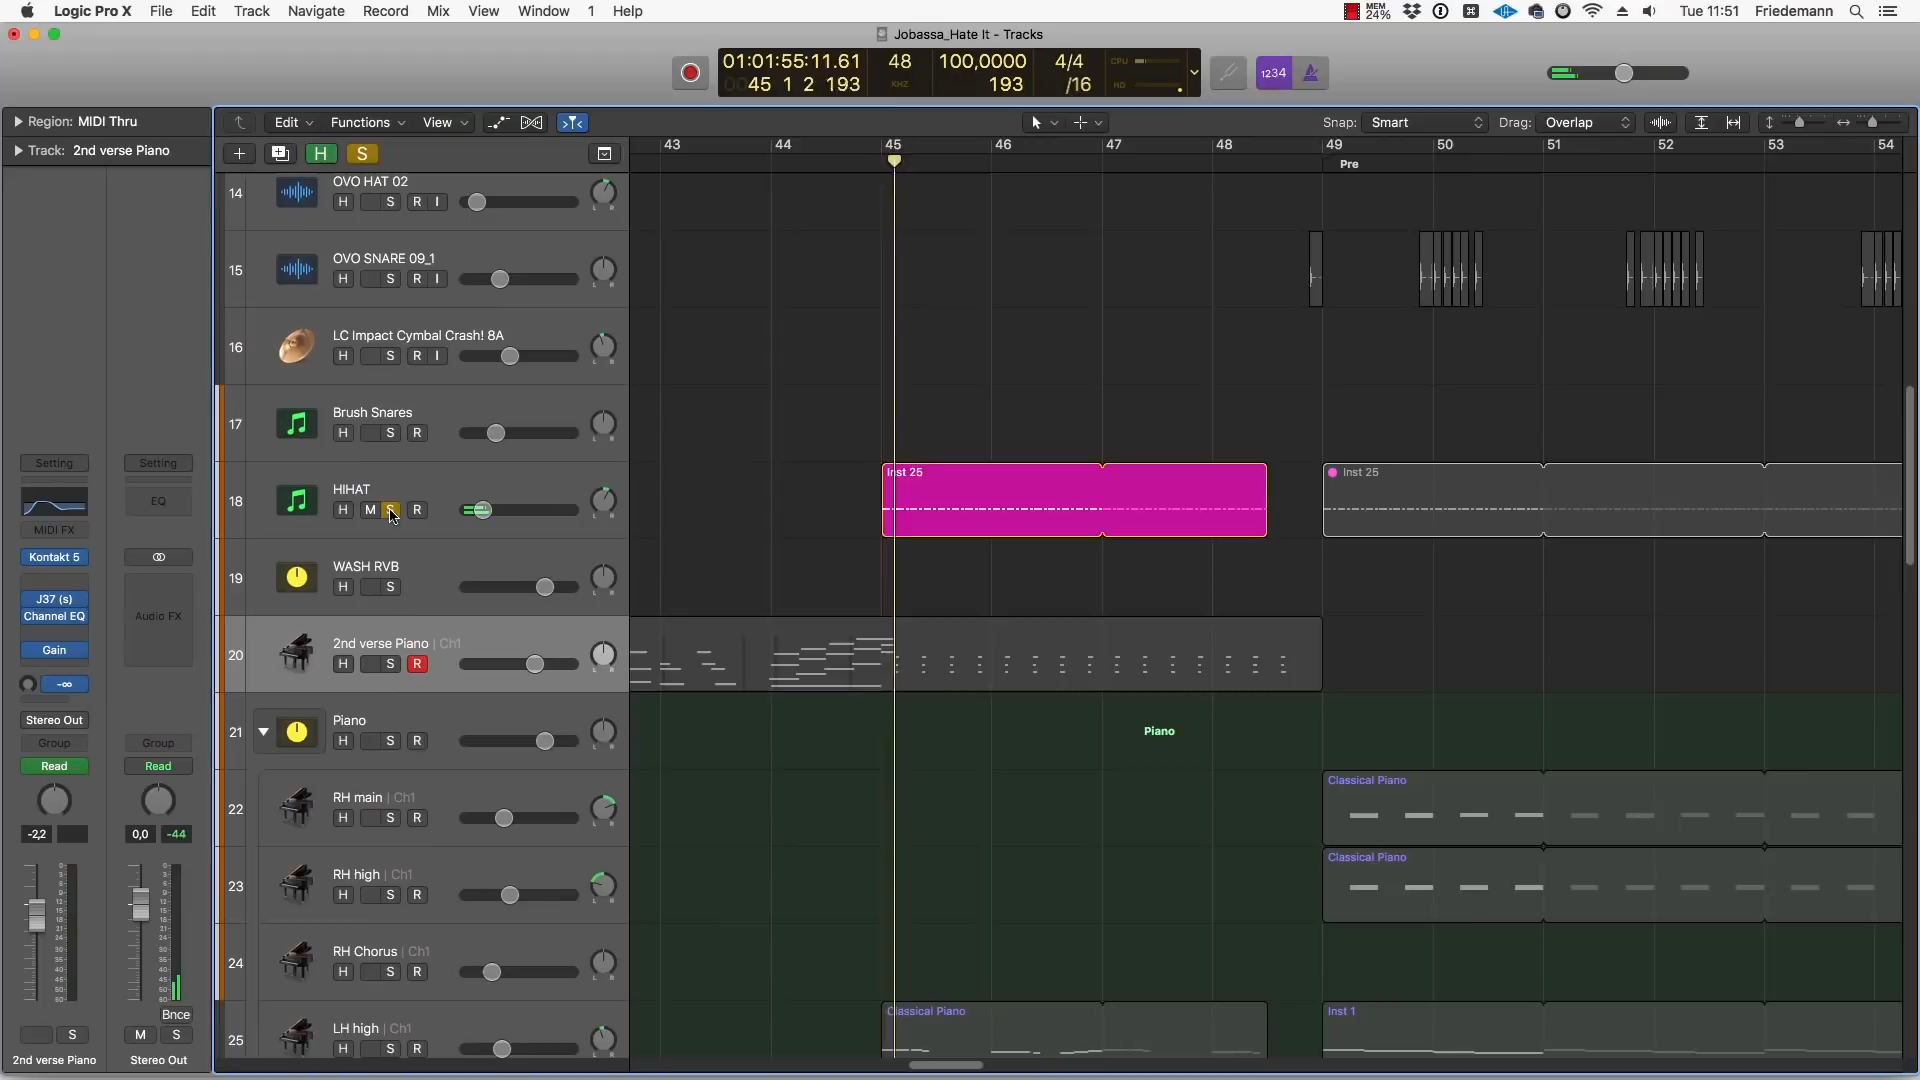 Logic Pro X File Edit Track Navigate Record Mix View Window 1 Help MEM 24% Tue 11:51 Friedemann
Jobassa_Hate It - Tracks
01:01:55:11.61 48 100,0000 4/4 CPU
45 1 2 193 KHZ 193 /16 HD
1234
Region: MIDI Thru
Edit Functions View Snap: Smart Drag: Overlap
Track: 2nd verse Piano
H S
43 44 45 46 47 48 49 50 51 52 53 54
Pre
14 OVO HAT 02
H S R I
15 OVO SNARE 09_1
H S R I
16 LC Impact Cymbal Crash! 8A
H S R I
17 Brush Snares
H S R
18 HIHAT
H M S R
Inst 25
Inst 25
19 WASH RVB
H S
20 2nd verse Piano | Ch1
H S R
21 Piano
H S R
Piano
22 RH main | Ch1
H S R
Classical Piano
23 RH high | Ch1
H S R
Classical Piano
24 RH Chorus | Ch1
H S R
25 LH high | Ch1
H S R
Classical Piano
Inst 1
Setting Setting
EQ
MIDI FX
Kontakt 5
J37 (s)
Channel EQ Audio FX
Gain
-∞
Stereo Out
Group Group
Read Read
-2,2 0,0 -44
Bnce
S M S
2nd verse Piano Stereo Out